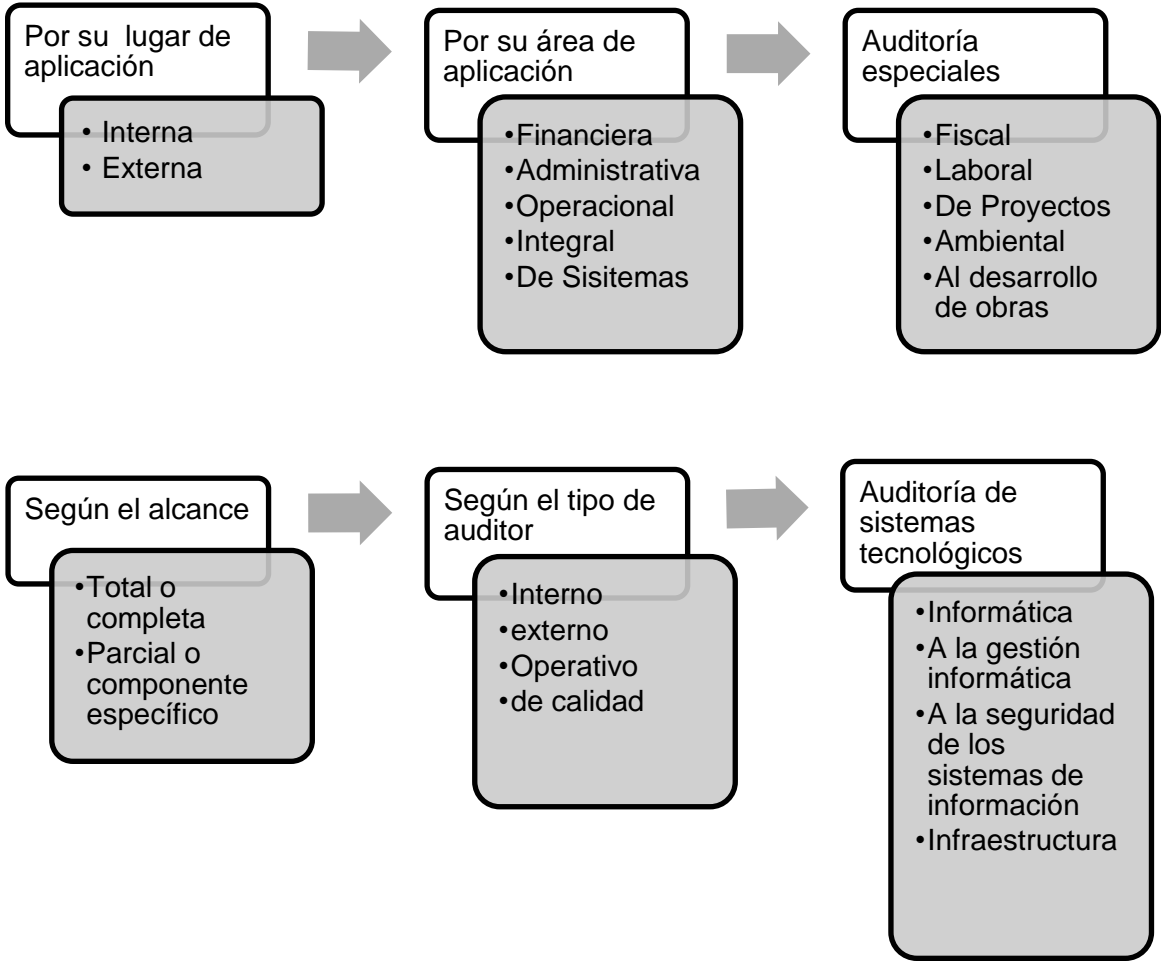 Por su lugar de
aplicación
• Interna
• Externa
Por su área de
aplicación
•Financiera
•Administrativa
•Operacional
•Integral
•De Sisitemas
Auditoría
especiales
•Fiscal
•Laboral
•De Proyectos
•Ambiental
•Al desarrollo
de obras
Según el alcance
•Total o
completa
•Parcial o
componente
específico
Según el tipo de
auditor
•Interno
•externo
•Operativo
•de calidad
Auditoría de
sistemas
tecnológicos
•Informática
•A la gestión
informática
•A la seguridad
de los
sistemas de
información
•Infraestructura